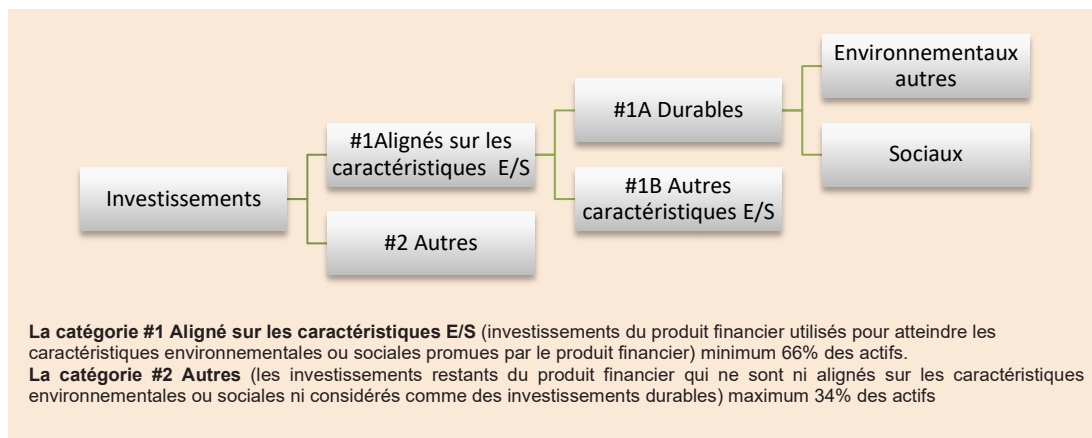 Investissements
#1Alignés sur les
caractéristiques E/S
#2 Autres
#1A Durables
#1B Autres
caractéristiques E/S
Environnementaux
autres
Sociaux
La catégorie #1 Aligné sur les caractéristiques E/S (investissements du produit financier utilisés pour atteindre les
caractéristiques environnementales ou sociales promues par le produit financier) minimum 66% des actifs.
La catégorie #2 Autres (les investissements restants du produit financier qui ne sont ni alignés sur les caractéristiques
environnementales ou sociales ni considérés comme des investissements durables) maximum 34% des actifs